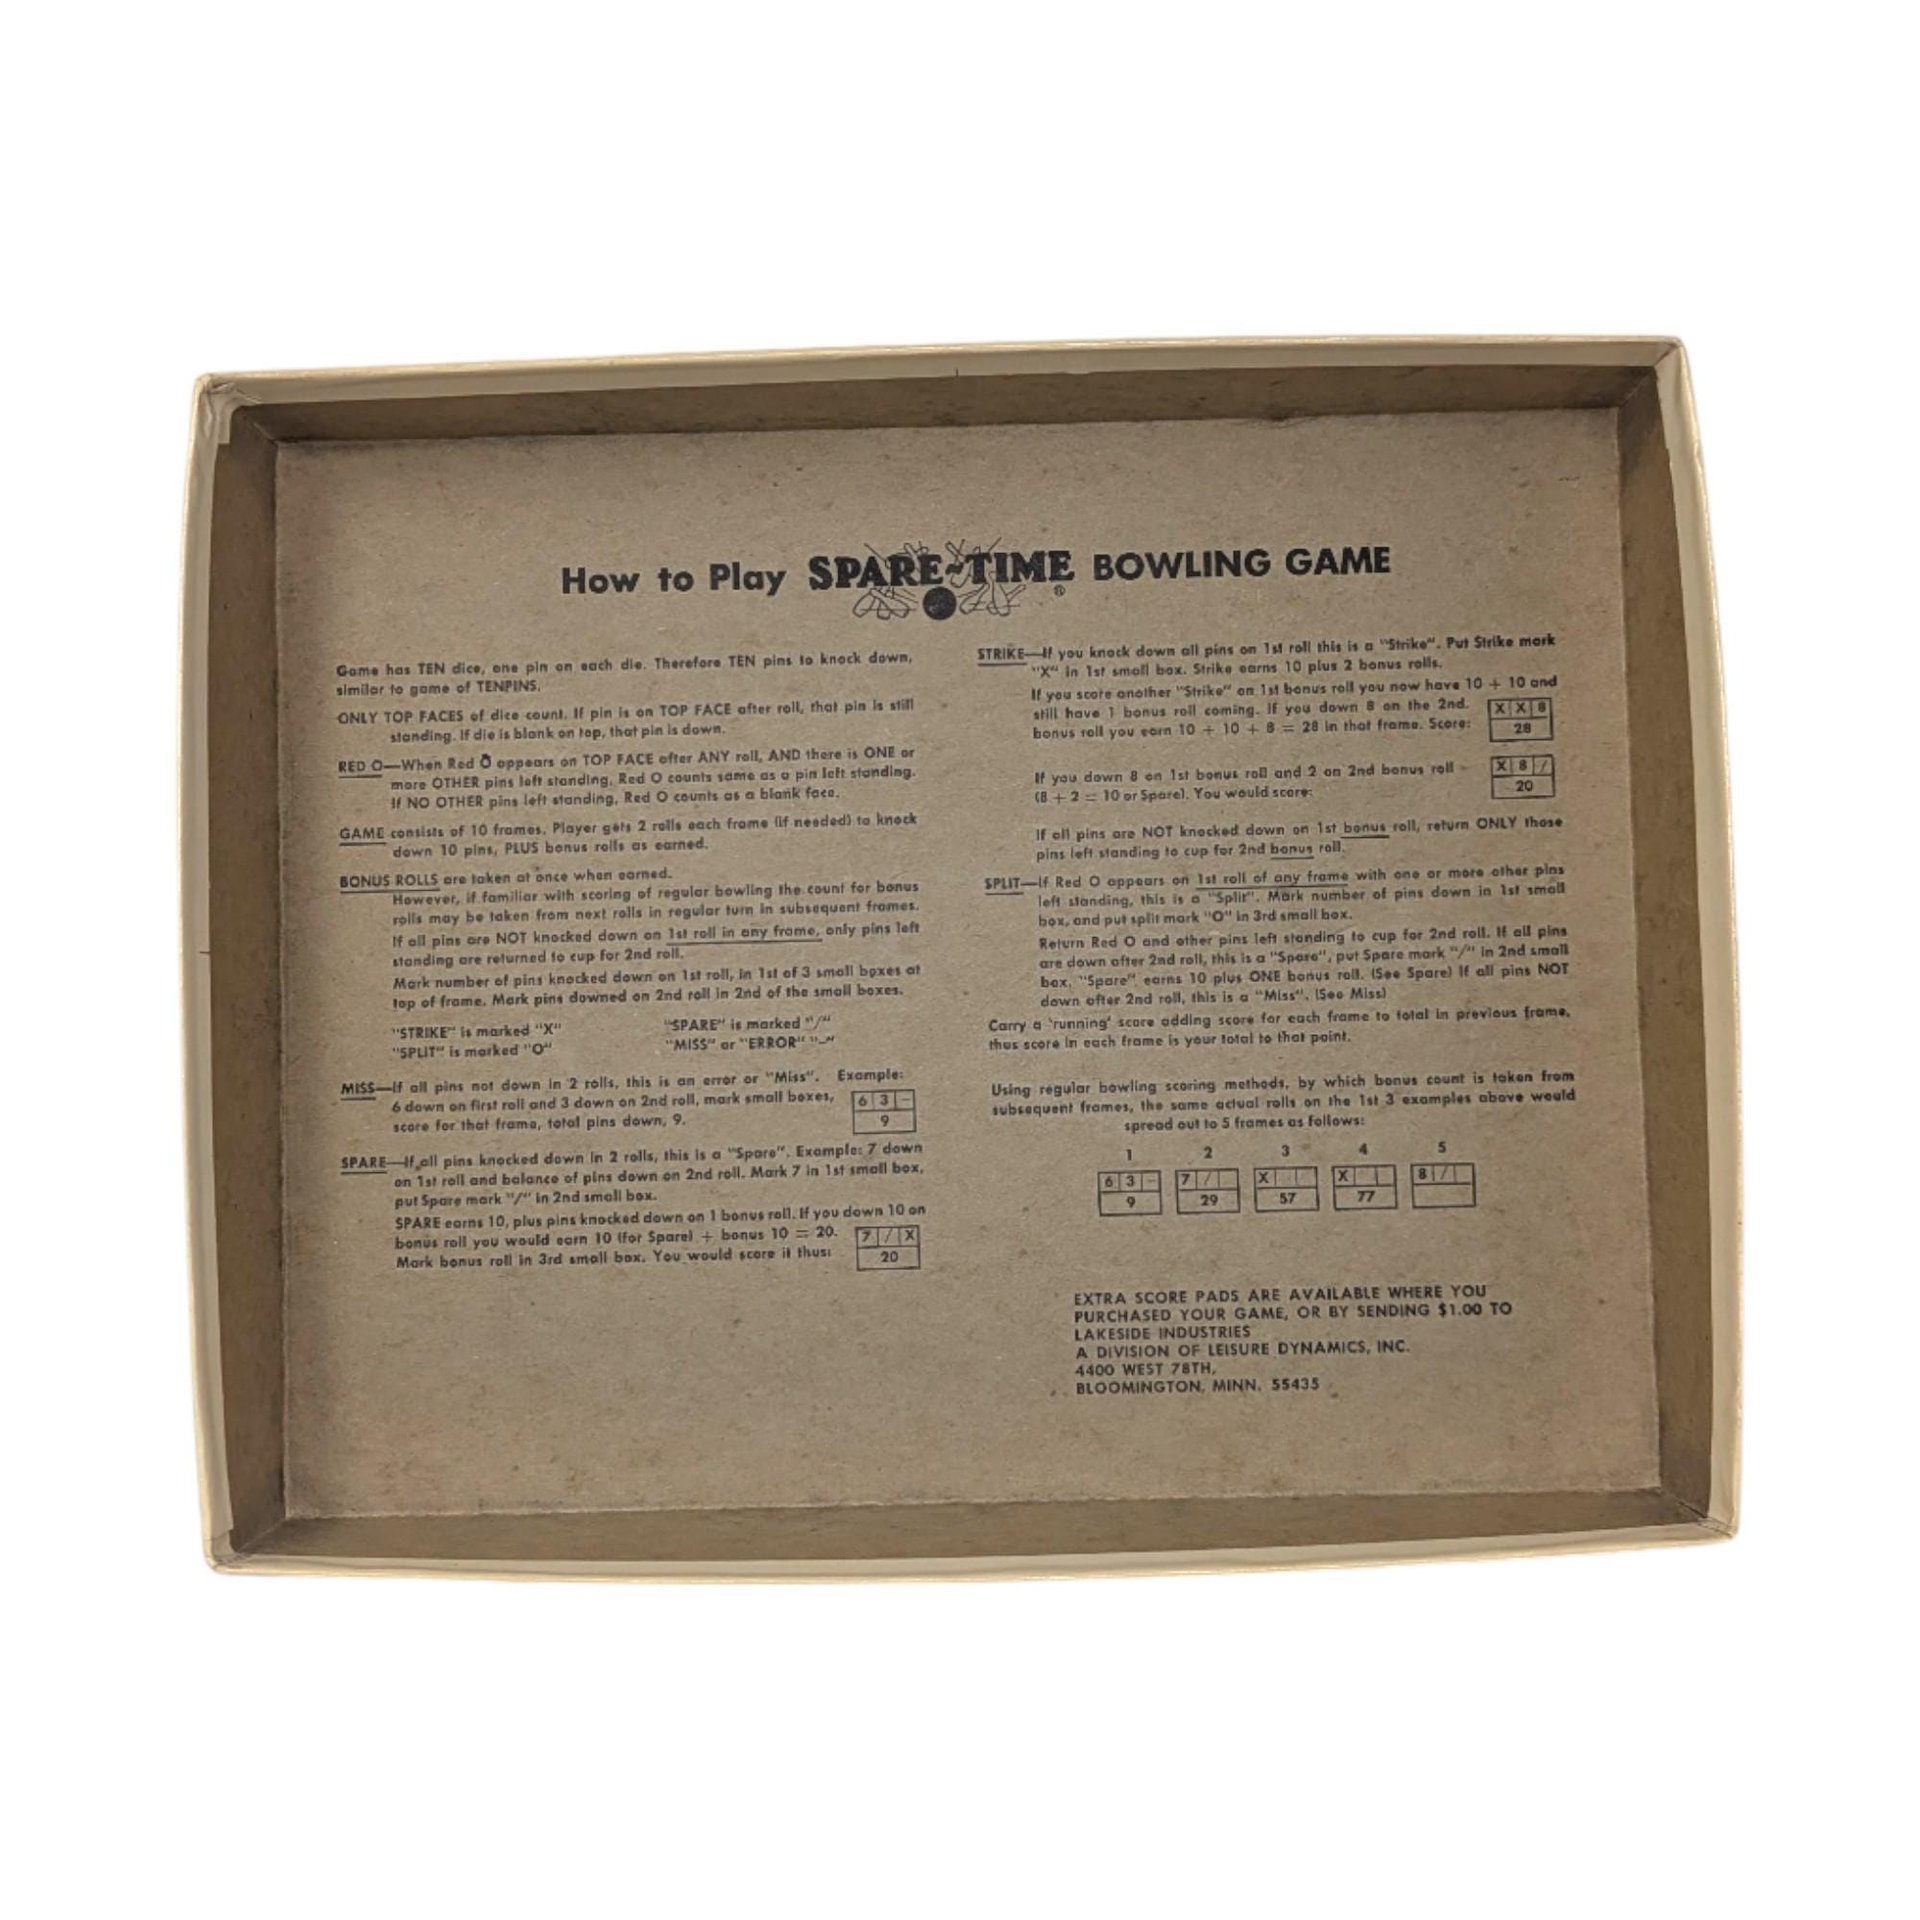 How to Play SPARE-TIME BOWLING GAME
®
Game has TEN dice, one pin on each die. Therefore TEN pins to knock down,
similar to game of TENPINS.
ONLY TOP FACES of dice count. If pin is on TOP FACE after roll, that pin is still
standing. If die is blank on top, that pin is down.
RED O—When Red O appears on TOP FACE after ANY roll, AND there is ONE or
more OTHER pins left standing, Red O counts same as a pin left standing.
If NO OTHER pins left standing, Red O counts as a blank face.
GAME consists of 10 frames. Player gets 2 rolls each frame (if needed) to knock
down 10 pins, PLUS bonus rolls as earned.
BONUS ROLLS are taken at once when earned.
However, if familiar with scoring of regular bowling the count for bonus
rolls may be taken from next rolls in regular turn in subsequent frames.
If all pins are NOT knocked down on 1st roll in any frame, only pins left
standing are returned to cup for 2nd roll.
Mark number of pins knocked down on 1st roll, in 1st of 3 small boxes at
top of frame. Mark pins downed on 2nd roll in 2nd of the small boxes.
"STRIKE" is marked "X" "SPARE" is marked "/"
"SPLIT" is marked "O" "MISS" or "ERROR" "—"
MISS—If all pins not down in 2 rolls, this is an error or "Miss". Example:
6 down on first roll and 3 down on 2nd roll, mark small boxes,
score for that frame, total pins down, 9.
6 3 -
9
SPARE—If all pins knocked down in 2 rolls, this is a "Spare". Example: 7 down
on 1st roll and balance of pins down on 2nd roll. Mark 7 in 1st small box,
put Spare mark "/" in 2nd small box.
SPARE earns 10, plus pins knocked down on 1 bonus roll. If you down 10 on
bonus roll you would earn 10 (for Spare) + bonus 10 = 20.
Mark bonus roll in 3rd small box. You would score it thus:
7 / X
20
STRIKE—If you knock down all pins on 1st roll this is a "Strike". Put Strike mark
"X" in 1st small box. Strike earns 10 plus 2 bonus rolls.
If you score another "Strike" on 1st bonus roll you now have 10 + 10 and
still have 1 bonus roll coming. If you down 8 on the 2nd.
bonus roll you earn 10 + 10 + 8 = 28 in that frame. Score:
X X 8
28
If you down 8 on 1st bonus roll and 2 on 2nd bonus roll -
(8 + 2 = 10 or Spare). You would score:
X 8 /
20
If all pins are NOT knocked down on 1st bonus roll, return ONLY those
pins left standing to cup for 2nd bonus roll.
SPLIT—If Red O appears on 1st roll of any frame with one or more other pins
left standing, this is a "Split". Mark number of pins down in 1st small
box, and put split mark "O" in 3rd small box.
Return Red O and other pins left standing to cup for 2nd roll. If all pins
are down after 2nd roll, this is a "Spare", put Spare mark "/" in 2nd small
box. "Spare" earns 10 plus ONE bonus roll. (See Spare) If all pins NOT
down after 2nd roll, this is a "Miss". (See Miss)
Carry a 'running' score adding score for each frame to total in previous frame,
thus score in each frame is your total to that point.
Using regular bowling scoring methods, by which bonus count is taken from
subsequent frames, the same actual rolls on the 1st 3 examples above would
spread out to 5 frames as follows:
1 2 3 4 5
6 3 - 7 / X X 8 /
9 29 57 77
EXTRA SCORE PADS ARE AVAILABLE WHERE YOU
PURCHASED YOUR GAME, OR BY SENDING $1.00 TO
LAKESIDE INDUSTRIES
A DIVISION OF LEISURE DYNAMICS, INC.
4400 WEST 78TH,
BLOOMINGTON, MINN. 55435